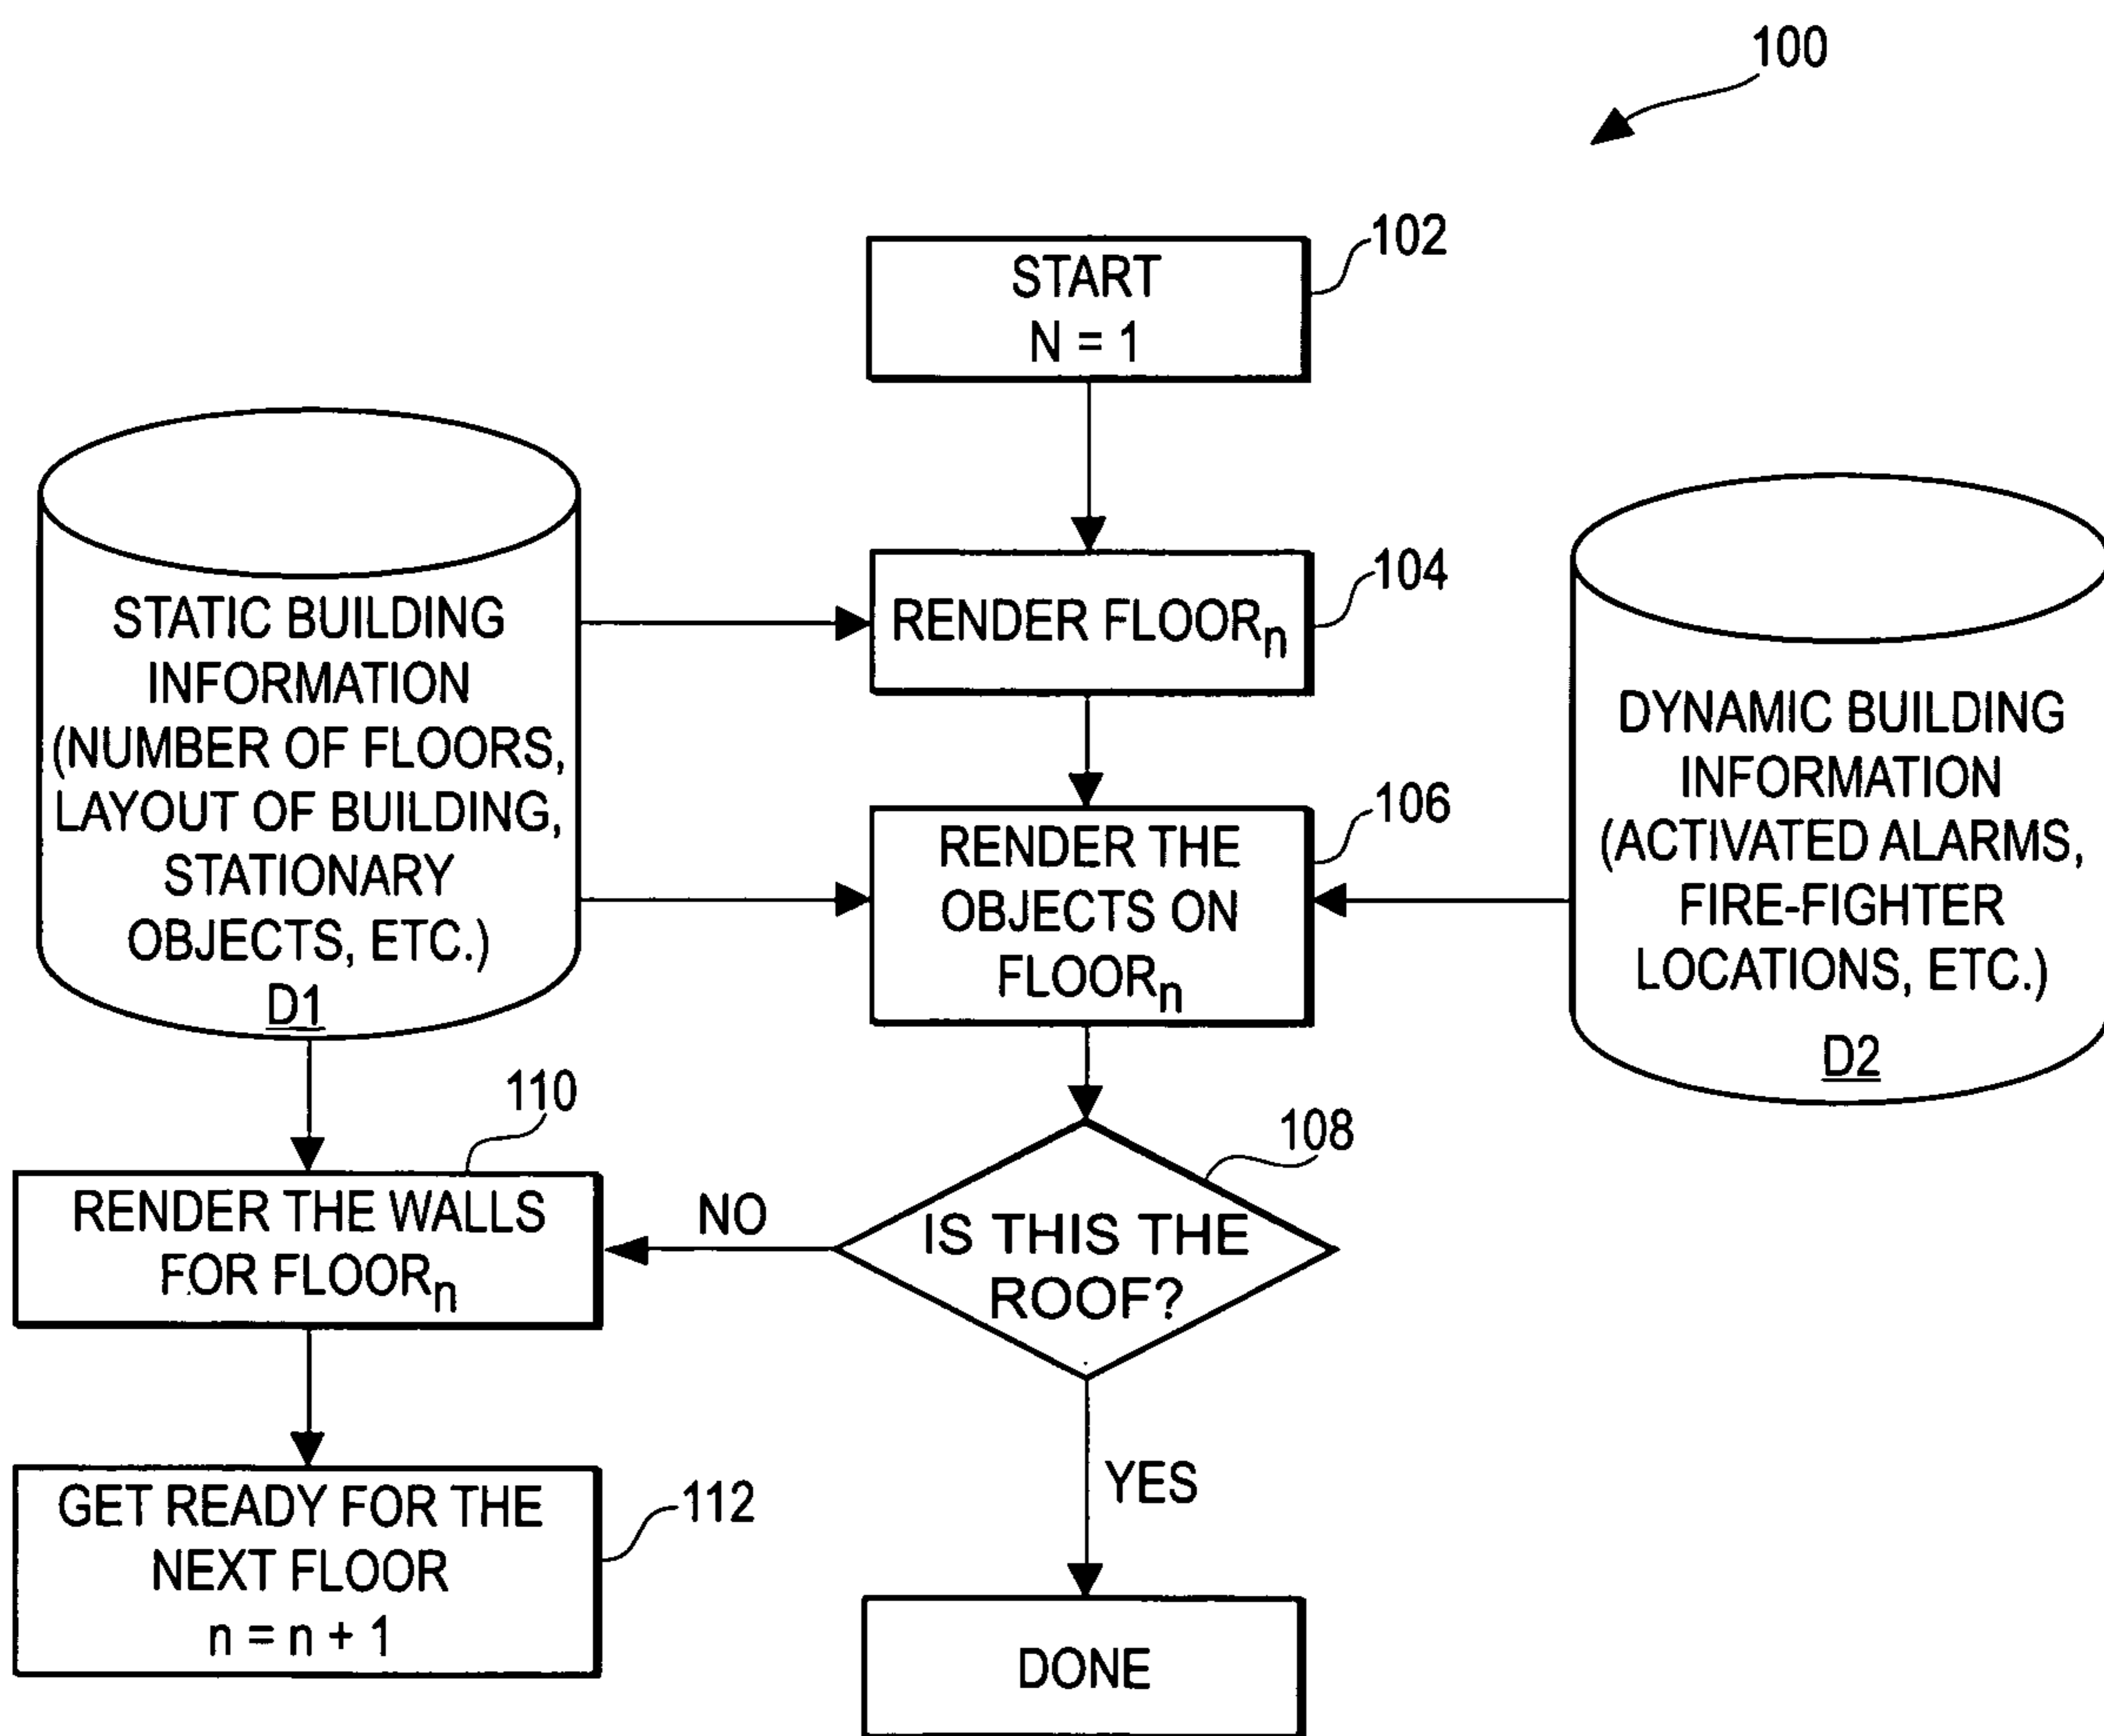 100
102
START
N = 1
104
RENDER FLOORn
STATIC BUILDING
INFORMATION
(NUMBER OF FLOORS,
LAYOUT OF BUILDING,
STATIONARY
OBJECTS, ETC.)
D1
106
RENDER THE
OBJECTS ON
FLOORn
DYNAMIC BUILDING
INFORMATION
(ACTIVATED ALARMS,
FIRE-FIGHTER
LOCATIONS, ETC.)
D2
108
IS THIS THE
ROOF?
NO
110
RENDER THE WALLS
FOR FLOORn
112
GET READY FOR THE
NEXT FLOOR
n = n + 1
YES
DONE